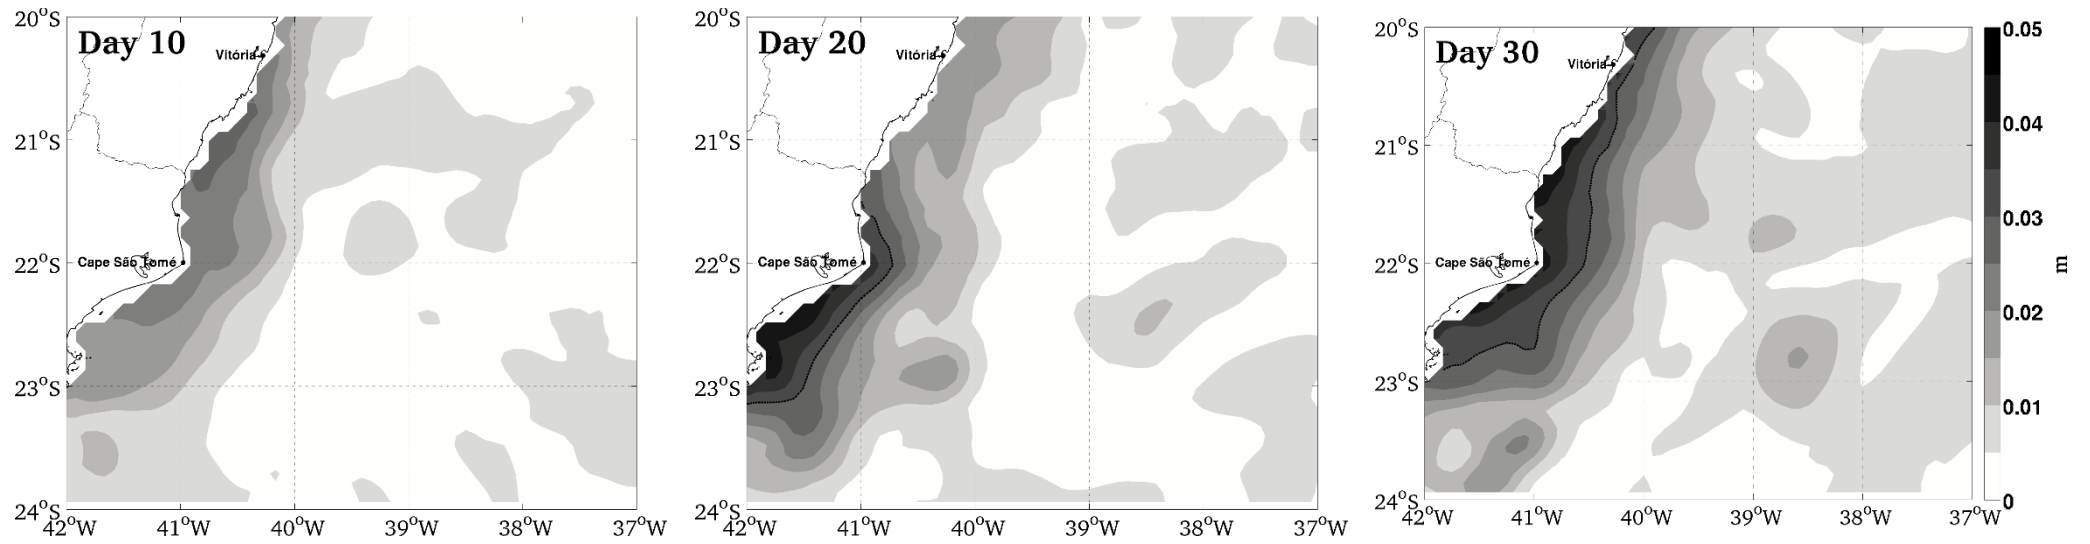 Day 10
Vitória
Cape São Tomé
20°S
21°S
22°S
23°S
24°S
42°W
41°W
40°W
39°W
38°W
37°W
Day 20
Vitória
Cape São Tomé
20°S
21°S
22°S
23°S
24°S
42°W
41°W
40°W
39°W
38°W
37°W
Day 30
Vitória
Cape São Tomé
20°S
21°S
22°S
23°S
24°S
42°W
41°W
40°W
39°W
38°W
37°W
0.05
0.04
0.03
0.02
0.01
0
m